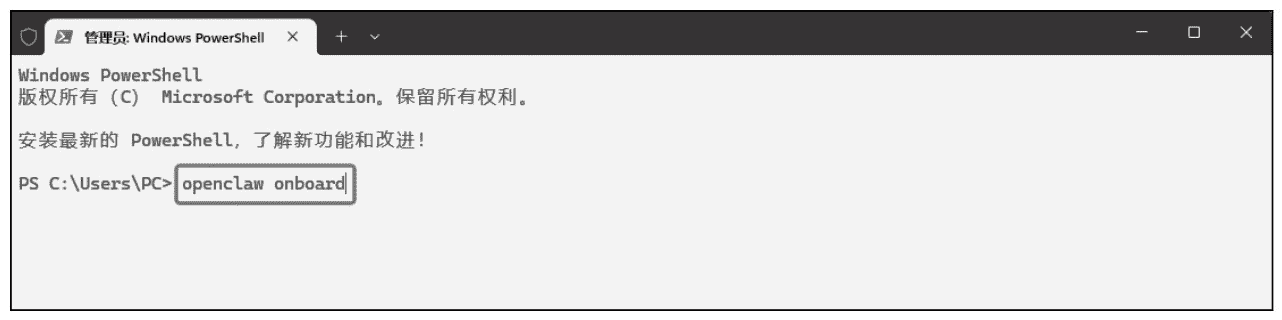 管理员: Windows PowerShell
Windows PowerShell
版权所有 (C) Microsoft Corporation。保留所有权利。
安装最新的 PowerShell，了解新功能和改进！
PS C:\Users\PC> openclaw onboard